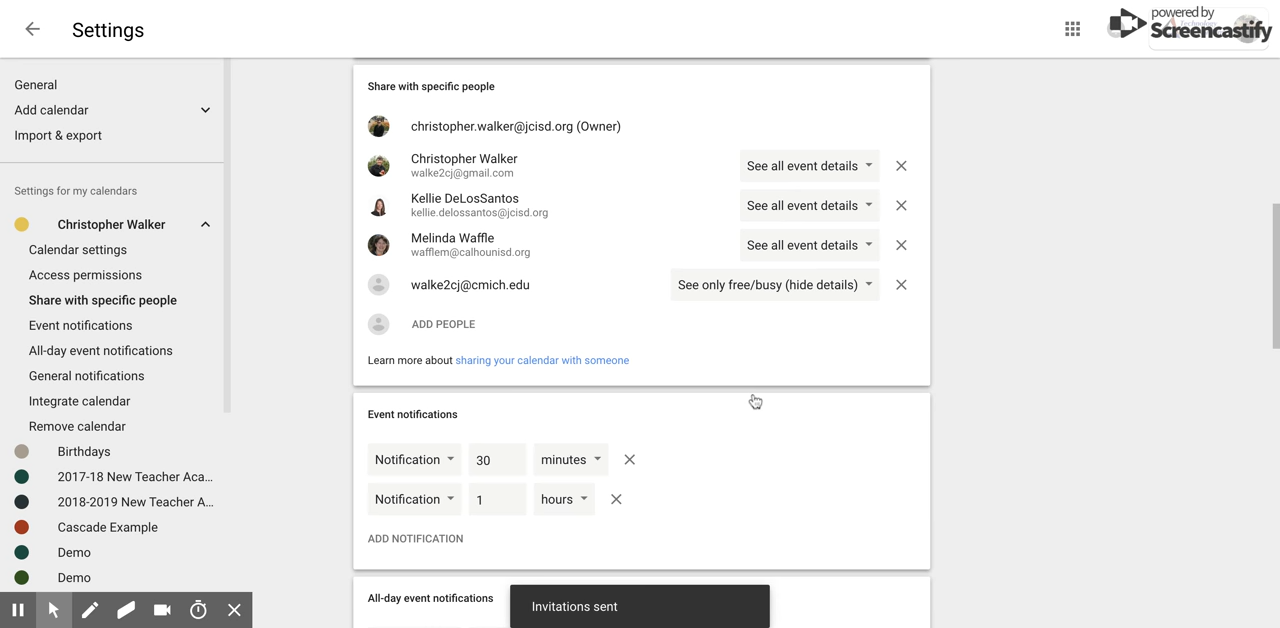 Settings
powered by
Screencastify
General
Add calendar
Import & export
Settings for my calendars
Christopher Walker
Calendar settings
Access permissions
Share with specific people
Event notifications
All-day event notifications
General notifications
Integrate calendar
Remove calendar
Birthdays
2017-18 New Teacher Aca...
2018-2019 New Teacher A...
Cascade Example
Demo
Demo
Share with specific people
christopher.walker@jcisd.org (Owner)
Christopher Walker
walke2cj@gmail.com
See all event details
Kellie DeLosSantos
kellie.delossantos@jcisd.org
See all event details
Melinda Waffle
wafflem@calhounisd.org
See all event details
walke2cj@cmich.edu
See only free/busy (hide details)
ADD PEOPLE
Learn more about sharing your calendar with someone
Event notifications
Notification 30 minutes
Notification 1 hours
ADD NOTIFICATION
All-day event notifications
Invitations sent